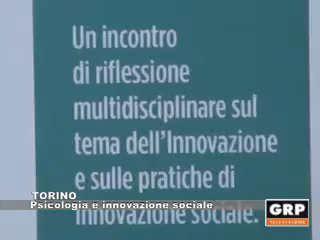 Un incontro
di riflessione
multidisciplinare sul
tema dell'Innovazione
e sulle pratiche di
innovazione sociale.
TORINO
Psicologia e innovazione sociale
GRP
TELEVISIONE